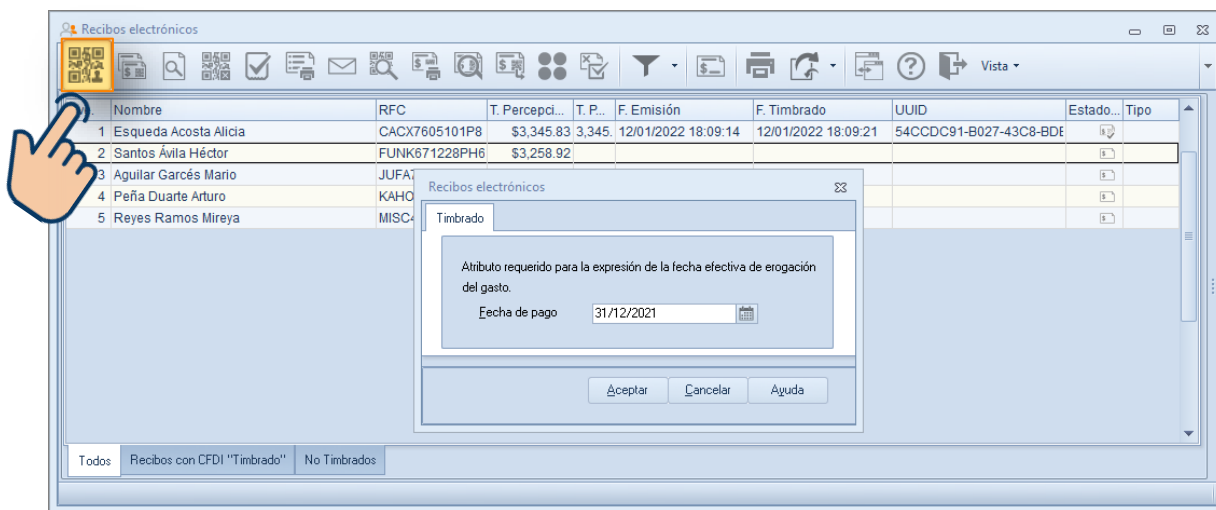 Recibos electrónicos
Vista
Nombre RFC T. Percepci... T. P... F. Emisión F. Timbrado UUID Estado... Tipo
1 Esqueda Acosta Alicia CACX7605101P8 $3,345.83 3,345. 12/01/2022 18:09:14 12/01/2022 18:09:21 54CCDC91-B027-43C8-BDE
2 Santos Ávila Héctor FUNK671228PH6 $3,258.92
3 Aguilar Garcés Mario
4 Peña Duarte Arturo KAHO
5 Reyes Ramos Mireya
Recibos electrónicos
Timbrado
Atributo requerido para la expresión de la fecha efectiva de erogación
del gasto.
Fecha de pago 31/12/2021
Aceptar Cancelar Ayuda
Todos Recibos con CFDI "Timbrado" No Timbrados